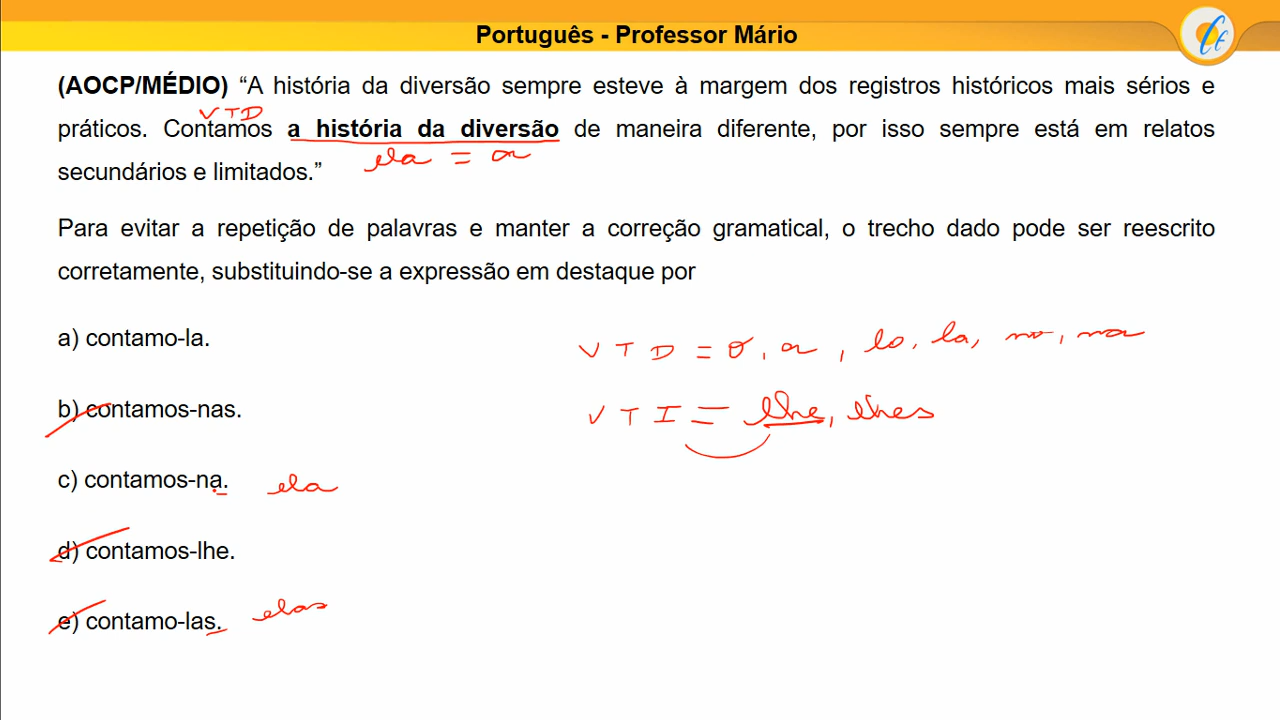 Português - Professor Mário
Cf
(AOCP/MÉDIO) “A história da diversão sempre esteve à margem dos registros históricos mais sérios e
VTD
práticos. Contamos a história da diversão de maneira diferente, por isso sempre está em relatos
ela = a
secundários e limitados.”
Para evitar a repetição de palavras e manter a correção gramatical, o trecho dado pode ser reescrito
corretamente, substituindo-se a expressão em destaque por
a) contamo-la.
VTD = o, a, lo, la, no, na
b) contamos-nas.
VTI = lhe, lhes
c) contamos-na. ela
d) contamos-lhe.
e) contamo-las. elas